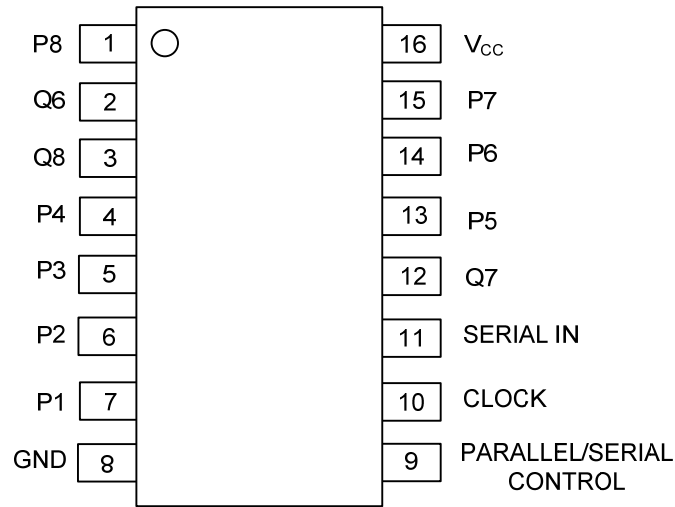 P8 1 16 VCC
Q6 2 15 P7
Q8 3 14 P6
P4 4 13 P5
P3 5 12 Q7
P2 6 11 SERIAL IN
P1 7 10 CLOCK
GND 8 9 PARALLEL/SERIAL
CONTROL